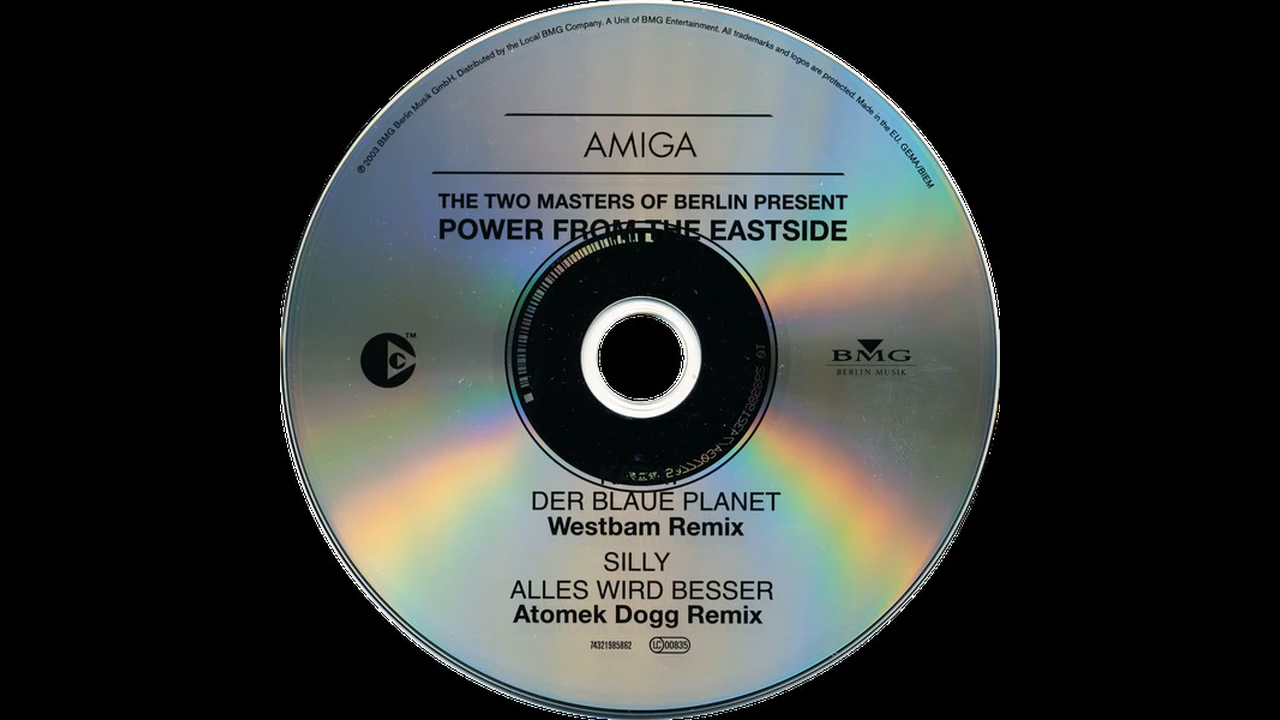 ℗ 2003 BMG Berlin Musik GmbH. Distributed by the Local BMG Company. A Unit of BMG Entertainment. All trademarks and logos are protected. Made in the EU. GEMA/BIEM
AMIGA
THE TWO MASTERS OF BERLIN PRESENT
POWER FROM THE EASTSIDE
C
TM
BMG
BERLIN MUSIK
DER BLAUE PLANET
Westbam Remix
SILLY
ALLES WIRD BESSER
Atomek Dogg Remix
74321985862 LC 00835